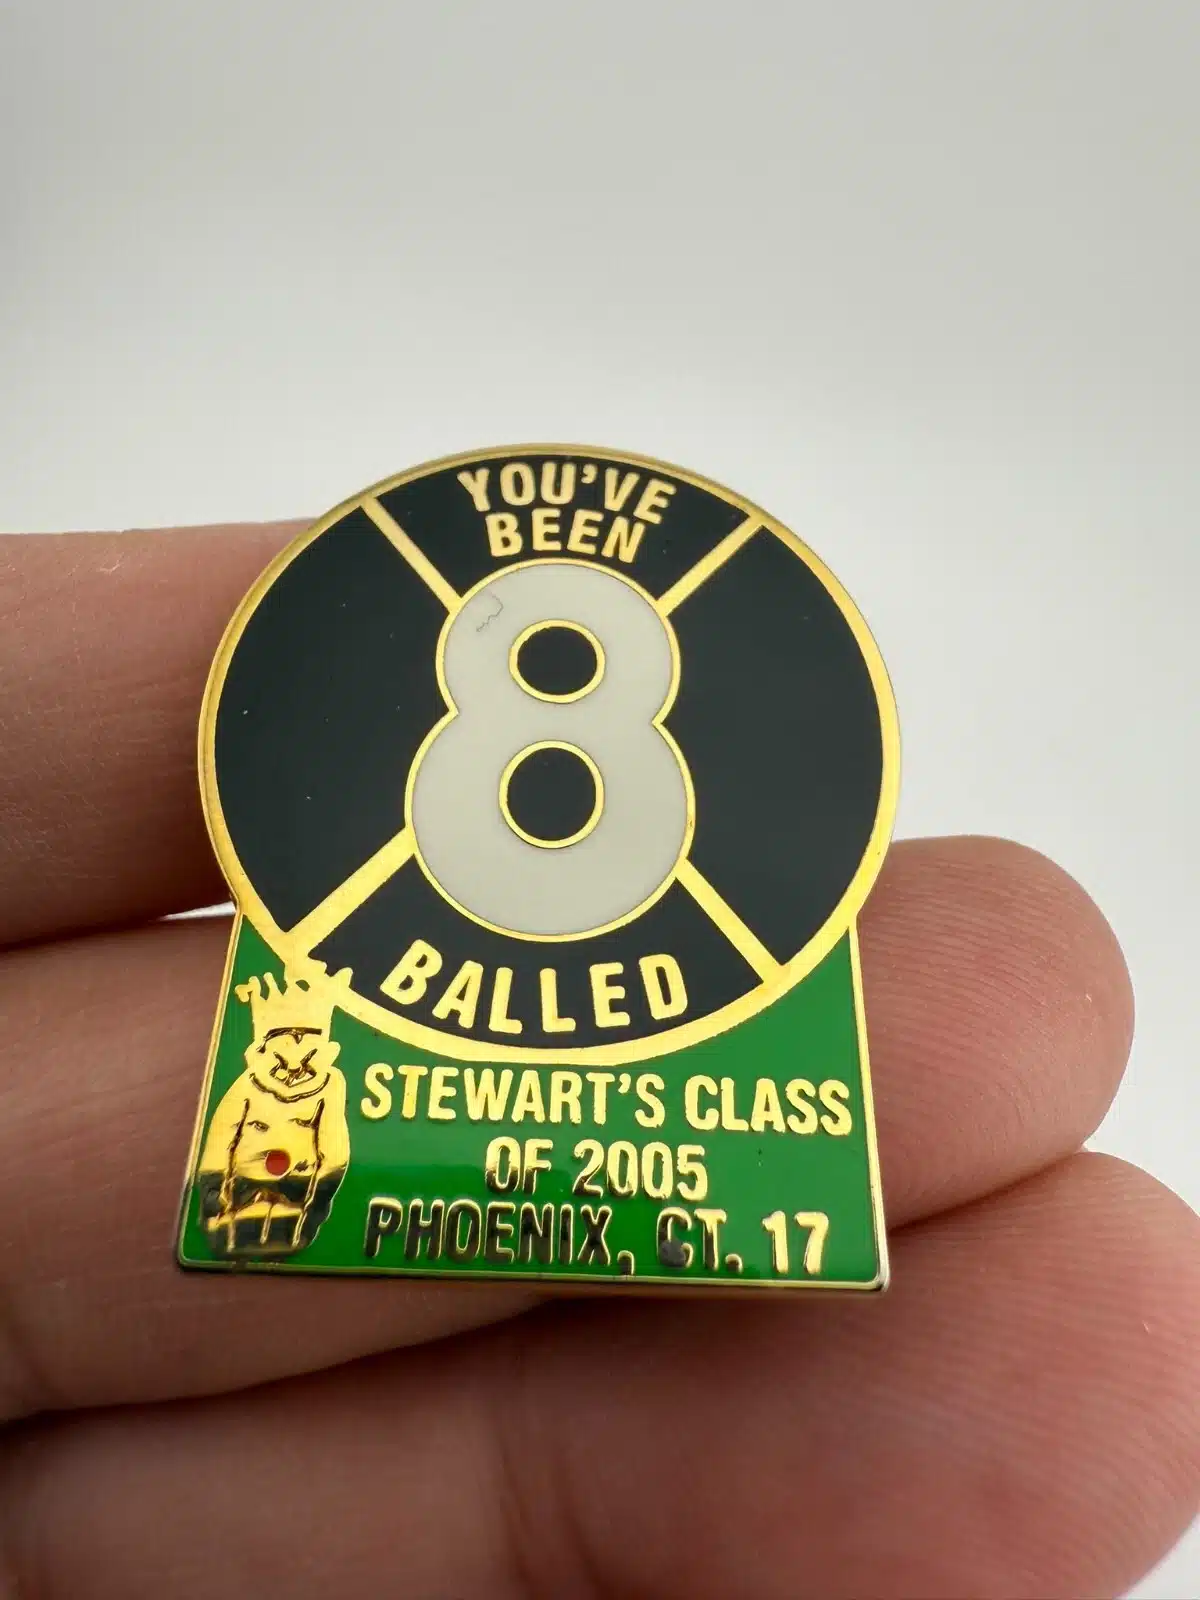 YOU'VE
BEEN
8
BALLED
STEWART'S CLASS
OF 2005
PHOENIX, CT. 17